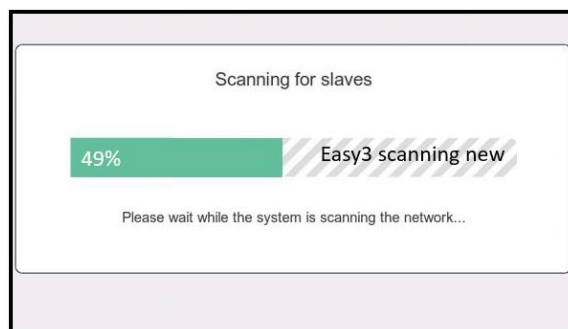 Scanning for slaves
49% Easy3 scanning new
Please wait while the system is scanning the network...